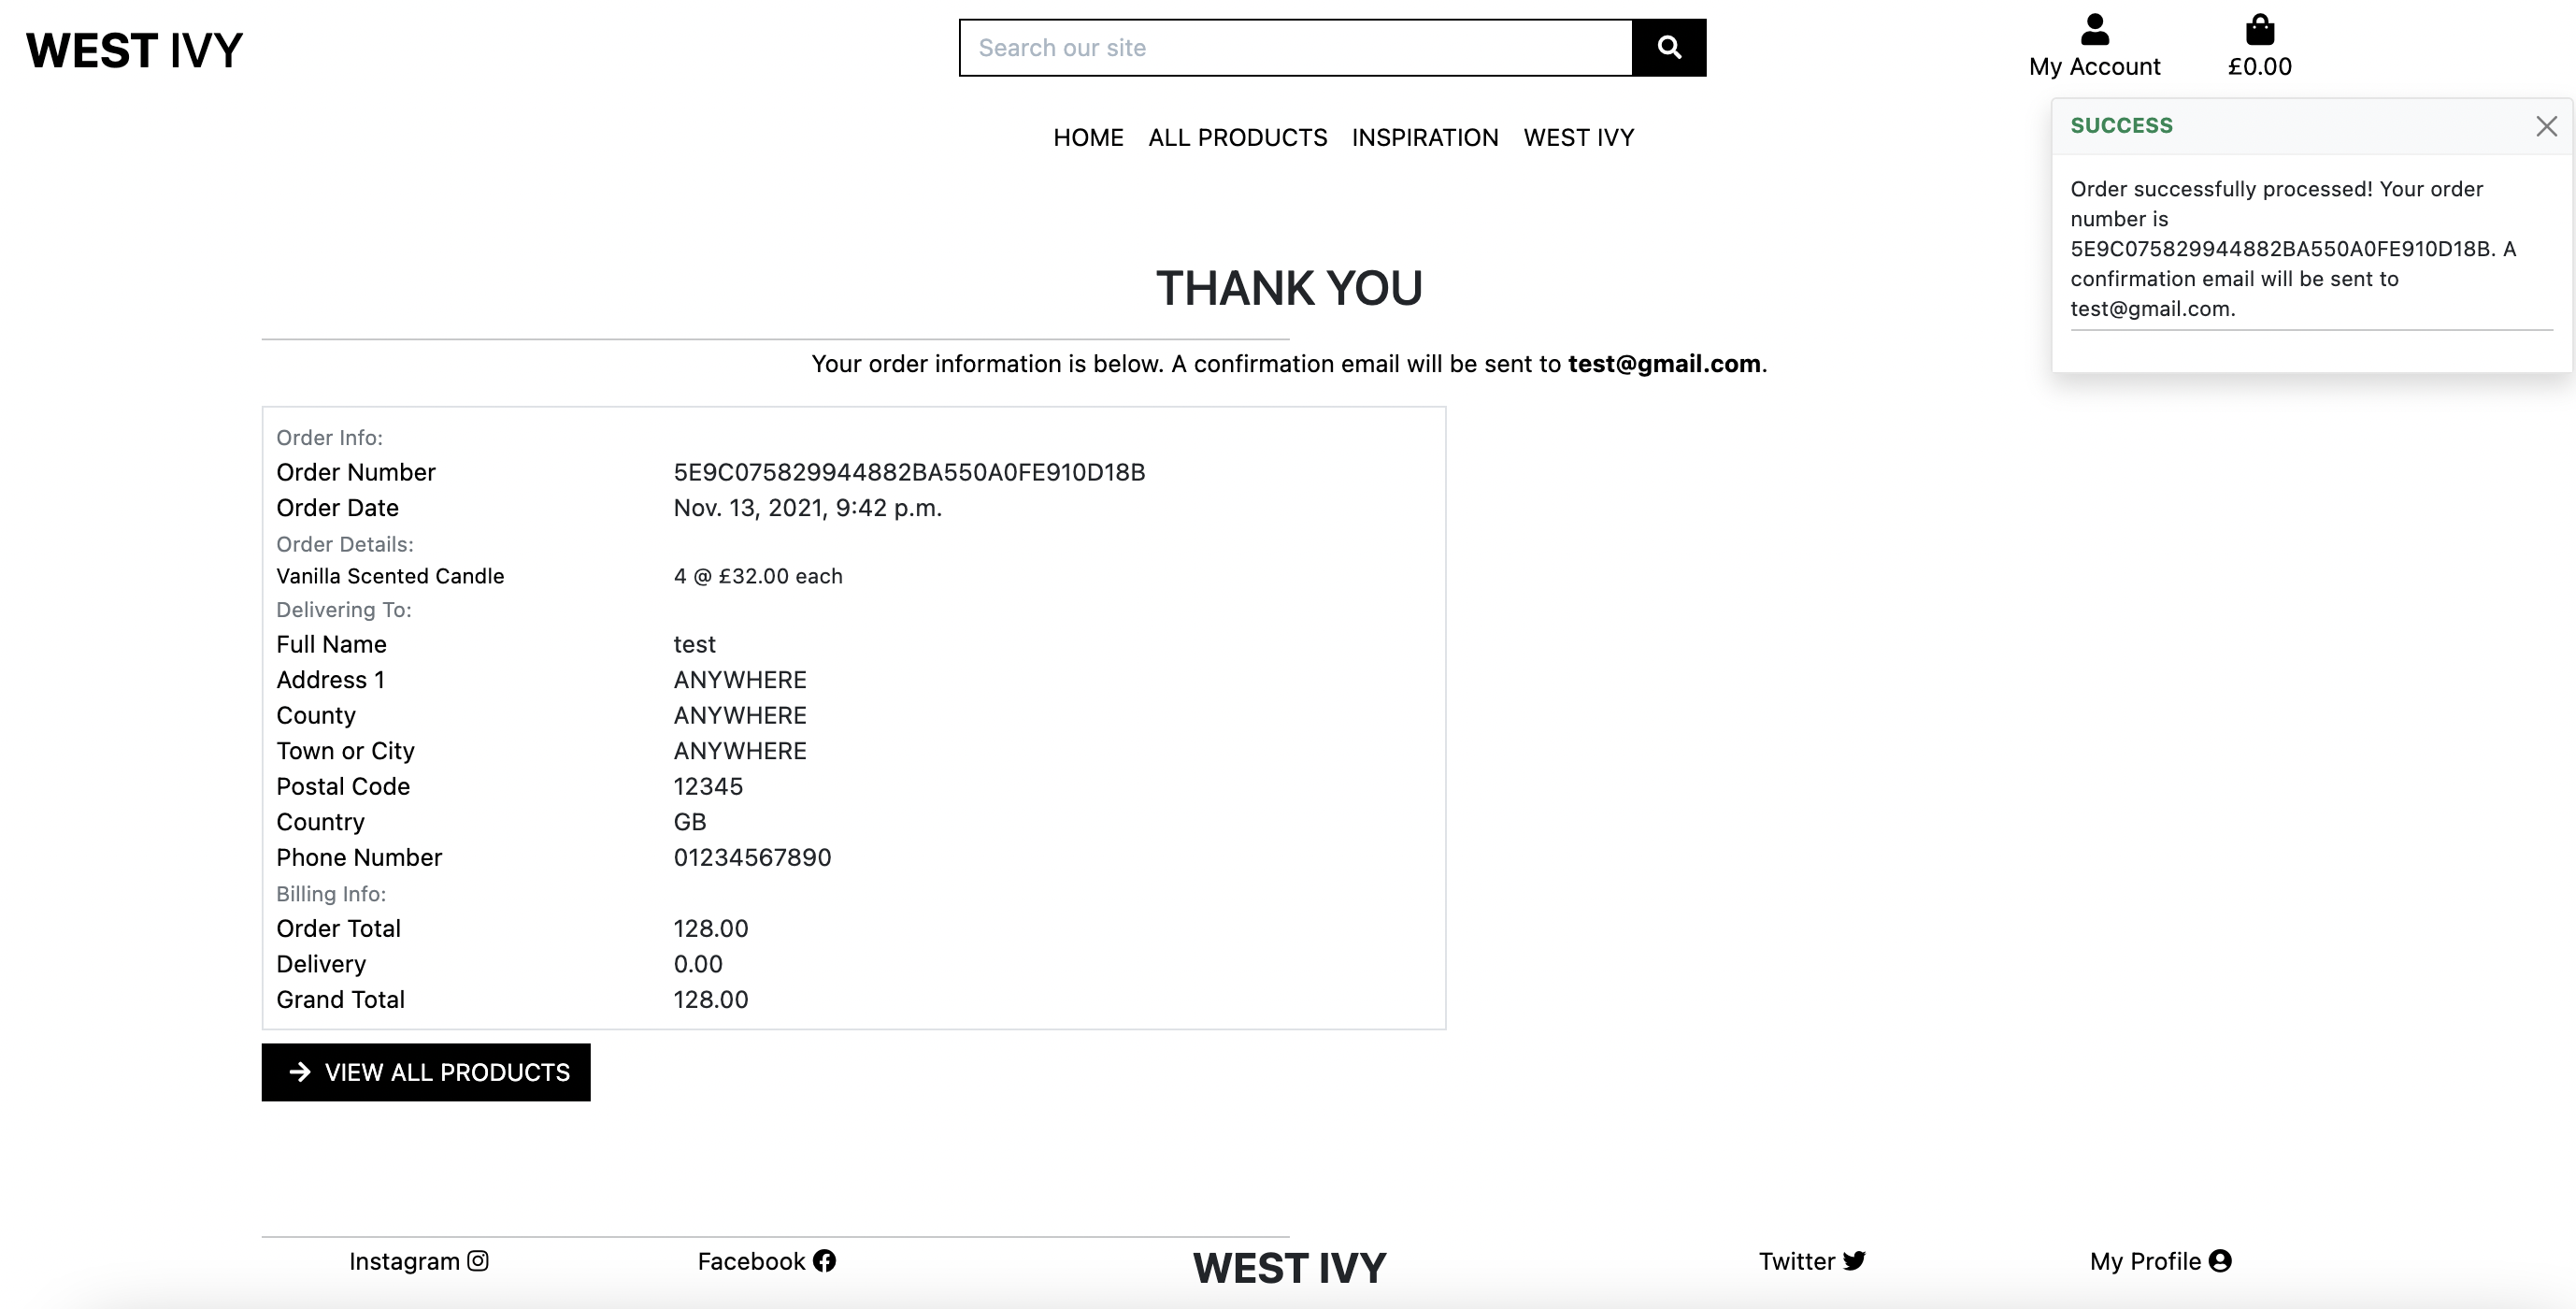 WEST IVY
Search our site
My Account
£0.00
HOME ALL PRODUCTS INSPIRATION WEST IVY
SUCCESS
Order successfully processed! Your order
number is
5E9C075829944882BA550A0FE910D18B. A
confirmation email will be sent to
test@gmail.com.
THANK YOU
Your order information is below. A confirmation email will be sent to test@gmail.com.
Order Info:
Order Number 5E9C075829944882BA550A0FE910D18B
Order Date Nov. 13, 2021, 9:42 p.m.
Order Details:
Vanilla Scented Candle 4 @ £32.00 each
Delivering To:
Full Name test
Address 1 ANYWHERE
County ANYWHERE
Town or City ANYWHERE
Postal Code 12345
Country GB
Phone Number 01234567890
Billing Info:
Order Total 128.00
Delivery 0.00
Grand Total 128.00
VIEW ALL PRODUCTS
Instagram Facebook WEST IVY Twitter My Profile